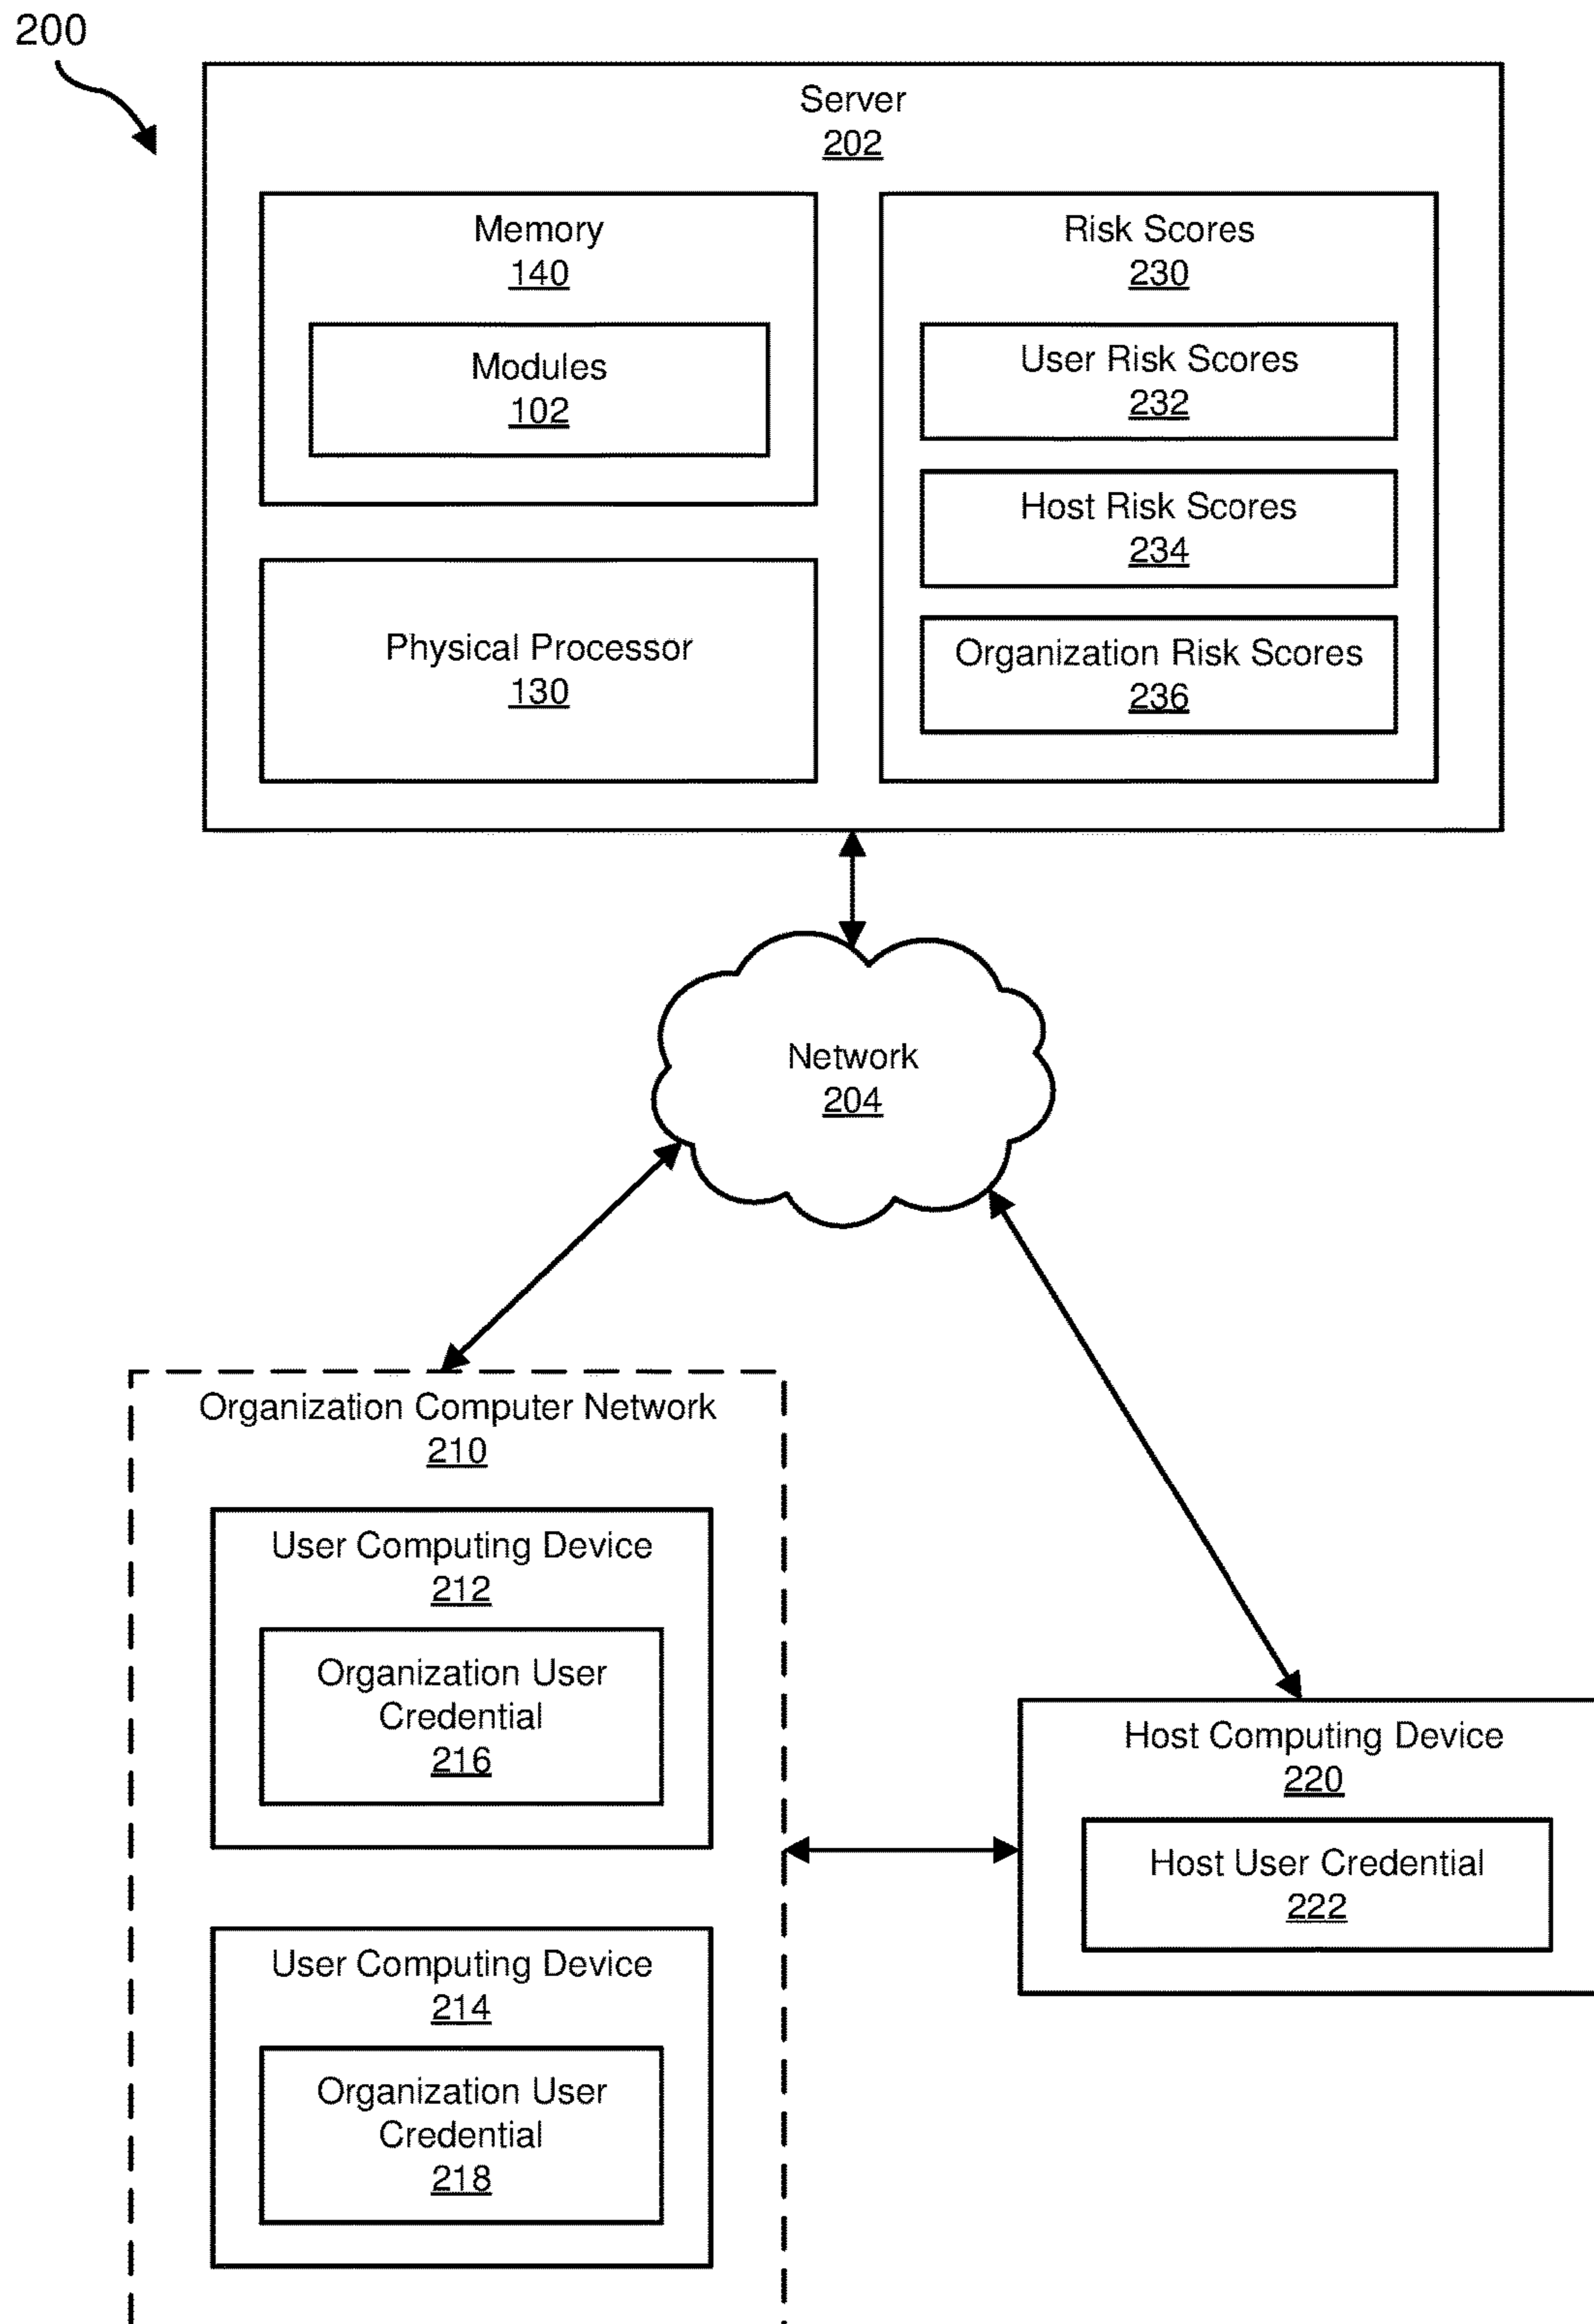 200
Server
202
Memory
140
Modules
102
Physical Processor
130
Risk Scores
230
User Risk Scores
232
Host Risk Scores
234
Organization Risk Scores
236
Network
204
Organization Computer Network
210
User Computing Device
212
Organization User
Credential
216
User Computing Device
214
Organization User
Credential
218
Host Computing Device
220
Host User Credential
222